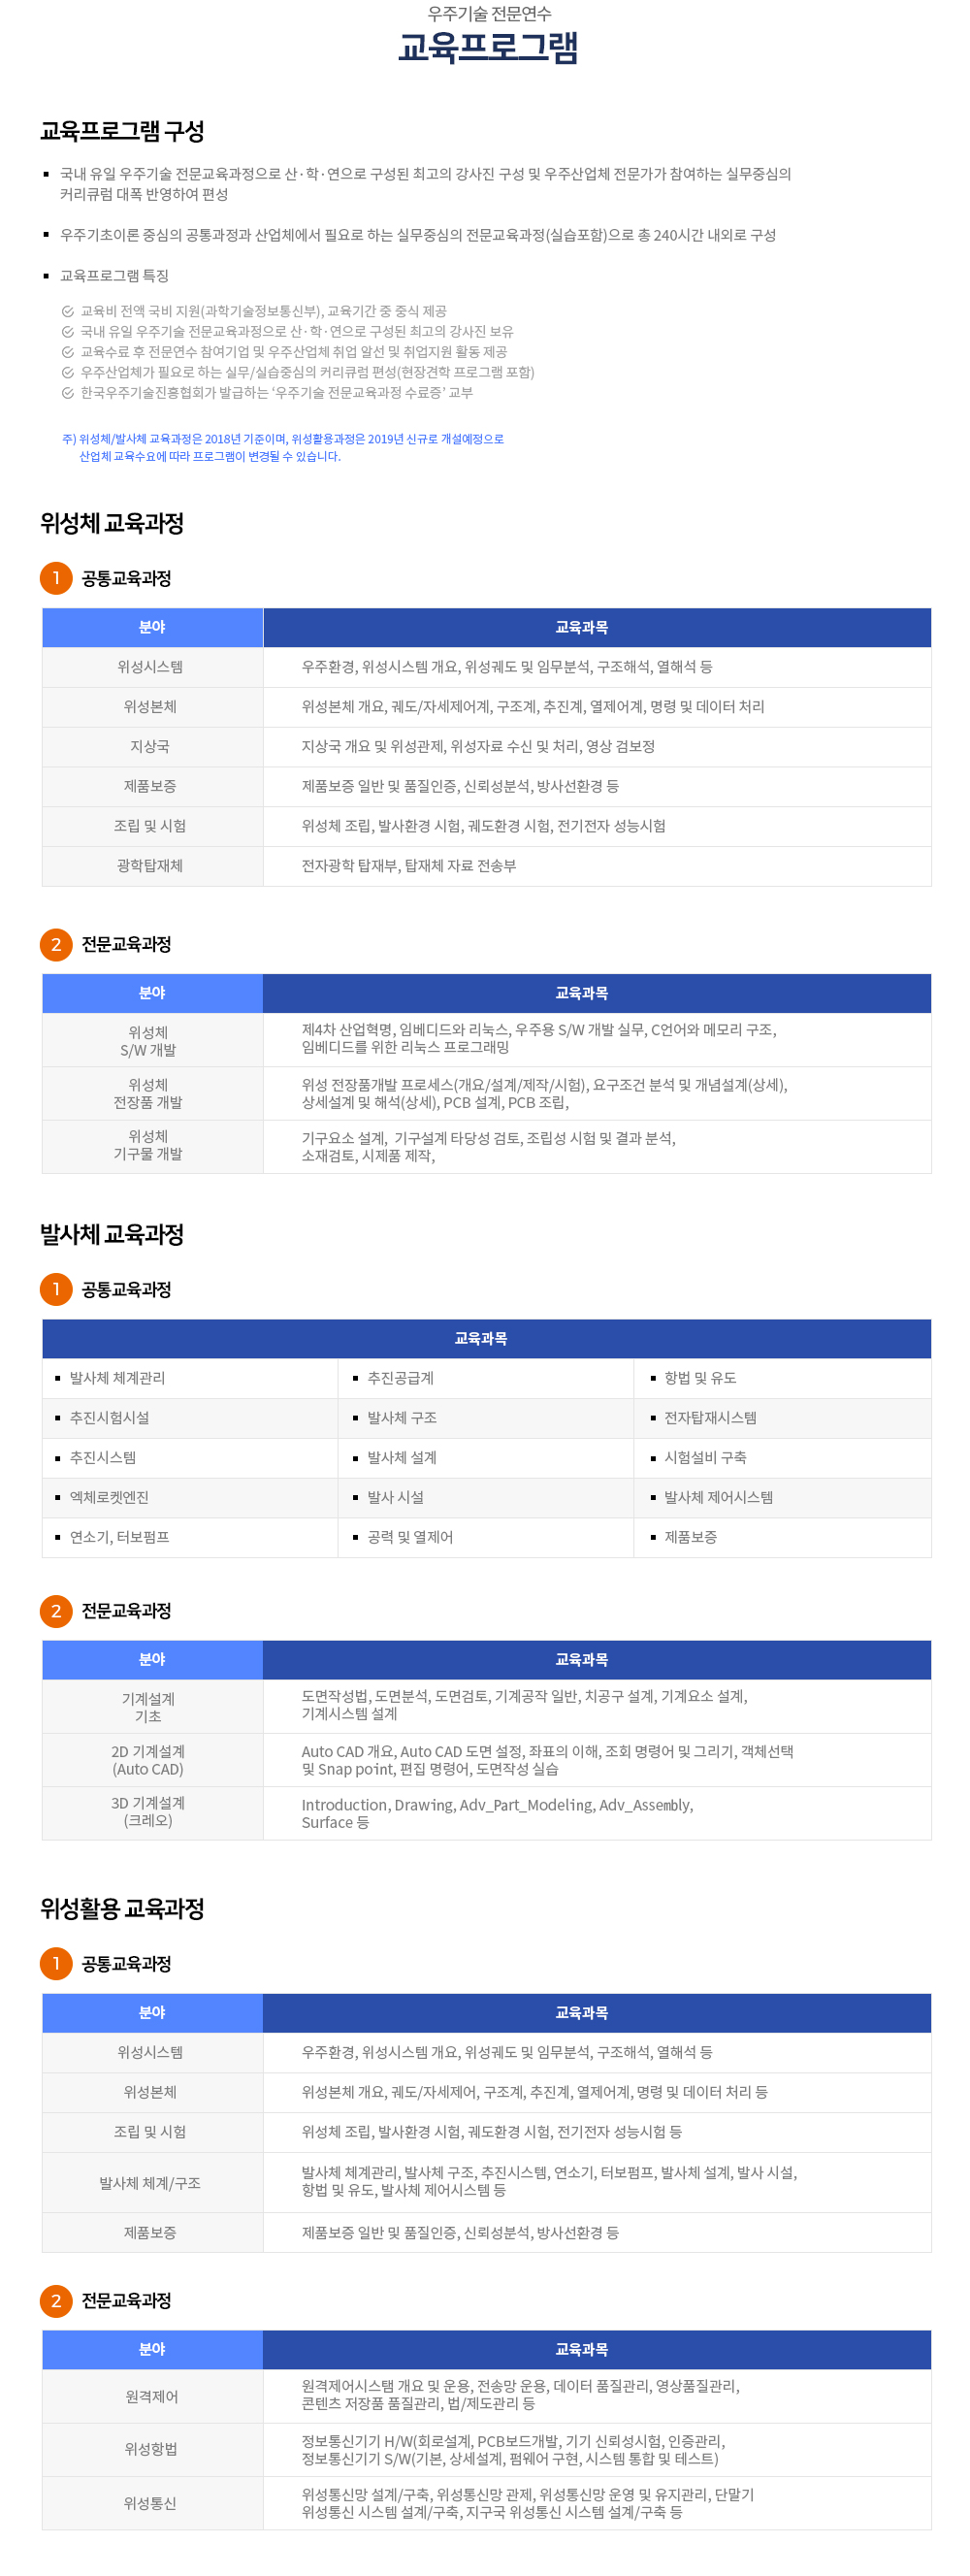 우주기술 전문연수
교육프로그램
교육프로그램 구성
국내 유일 우주기술 전문교육과정으로 산·학·연으로 구성된 최고의 강사진 구성 및 우주산업체 전문가가 참여하는 실무중심의
커리큐럼 대폭 반영하여 편성
우주기초이론 중심의 공통과정과 산업체에서 필요로 하는 실무중심의 전문교육과정(실습포함)으로 총 240시간 내외로 구성
교육프로그램 특징
교육비 전액 국비 지원(과학기술정보통신부), 교육기간 중 중식 제공
국내 유일 우주기술 전문교육과정으로 산·학·연으로 구성된 최고의 강사진 보유
교육수료 후 전문연수 참여기업 및 우주산업체 취업 알선 및 취업지원 활동 제공
우주산업체가 필요로 하는 실무/실습중심의 커리큐럼 편성(현장견학 프로그램 포함)
한국우주기술진흥협회가 발급하는 ‘우주기술 전문교육과정 수료증’ 교부
주) 위성체/발사체 교육과정은 2018년 기준이며, 위성활용과정은 2019년 신규로 개설예정으로
산업체 교육수요에 따라 프로그램이 변경될 수 있습니다.
위성체 교육과정
1 공통교육과정
분야 교육과목
위성시스템 우주환경, 위성시스템 개요, 위성궤도 및 임무분석, 구조해석, 열해석 등
위성본체 위성본체 개요, 궤도/자세제어계, 구조계, 추진계, 열제어계, 명령 및 데이터 처리
지상국 지상국 개요 및 위성관제, 위성자료 수신 및 처리, 영상 검보정
제품보증 제품보증 일반 및 품질인증, 신뢰성분석, 방사선환경 등
조립 및 시험 위성체 조립, 발사환경 시험, 궤도환경 시험, 전기전자 성능시험
광학탑재체 전자광학 탑재부, 탑재체 자료 전송부
2 전문교육과정
분야 교육과목
위성체
S/W 개발
제4차 산업혁명, 임베디드와 리눅스, 우주용 S/W 개발 실무, C언어와 메모리 구조,
임베디드를 위한 리눅스 프로그래밍
위성체
전장품 개발
위성 전장품개발 프로세스(개요/설계/제작/시험), 요구조건 분석 및 개념설계(상세),
상세설계 및 해석(상세), PCB 설계, PCB 조립,
위성체
기구물 개발
기구요소 설계, 기구설계 타당성 검토, 조립성 시험 및 결과 분석,
소재검토, 시제품 제작,
발사체 교육과정
1 공통교육과정
교육과목
발사체 체계관리 추진공급계 항법 및 유도
추진시험시설 발사체 구조 전자탑재시스템
추진시스템 발사체 설계 시험설비 구축
엑체로켓엔진 발사 시설 발사체 제어시스템
연소기, 터보펌프 공력 및 열제어 제품보증
2 전문교육과정
분야 교육과목
기계설계
기초
도면작성법, 도면분석, 도면검토, 기계공작 일반, 치공구 설계, 기계요소 설계,
기계시스템 설계
2D 기계설계
(Auto CAD)
Auto CAD 개요, Auto CAD 도면 설정, 좌표의 이해, 조회 명령어 및 그리기, 객체선택
및 Snap point, 편집 명령어, 도면작성 실습
3D 기계설계
(크레오)
Introduction, Drawing, Adv_Part_Modeling, Adv_Assembly,
Surface 등
위성활용 교육과정
1 공통교육과정
분야 교육과목
위성시스템 우주환경, 위성시스템 개요, 위성궤도 및 임무분석, 구조해석, 열해석 등
위성본체 위성본체 개요, 궤도/자세제어, 구조계, 추진계, 열제어계, 명령 및 데이터 처리 등
조립 및 시험 위성체 조립, 발사환경 시험, 궤도환경 시험, 전기전자 성능시험 등
발사체 체계/구조
발사체 체계관리, 발사체 구조, 추진시스템, 연소기, 터보펌프, 발사체 설계, 발사 시설,
항법 및 유도, 발사체 제어시스템 등
제품보증 제품보증 일반 및 품질인증, 신뢰성분석, 방사선환경 등
2 전문교육과정
분야 교육과목
원격제어
원격제어시스탬 개요 및 운용, 전송망 운용, 데이터 품질관리, 영상품질관리,
콘텐츠 저장품 품질관리, 법/제도관리 등
위성항법
정보통신기기 H/W(회로설계, PCB보드개발, 기기 신뢰성시험, 인증관리,
정보통신기기 S/W(기본, 상세설계, 펌웨어 구현, 시스템 통합 및 테스트)
위성통신
위성통신망 설계/구축, 위성통신망 관제, 위성통신망 운영 및 유지관리, 단말기
위성통신 시스템 설계/구축, 지구국 위성통신 시스템 설계/구축 등